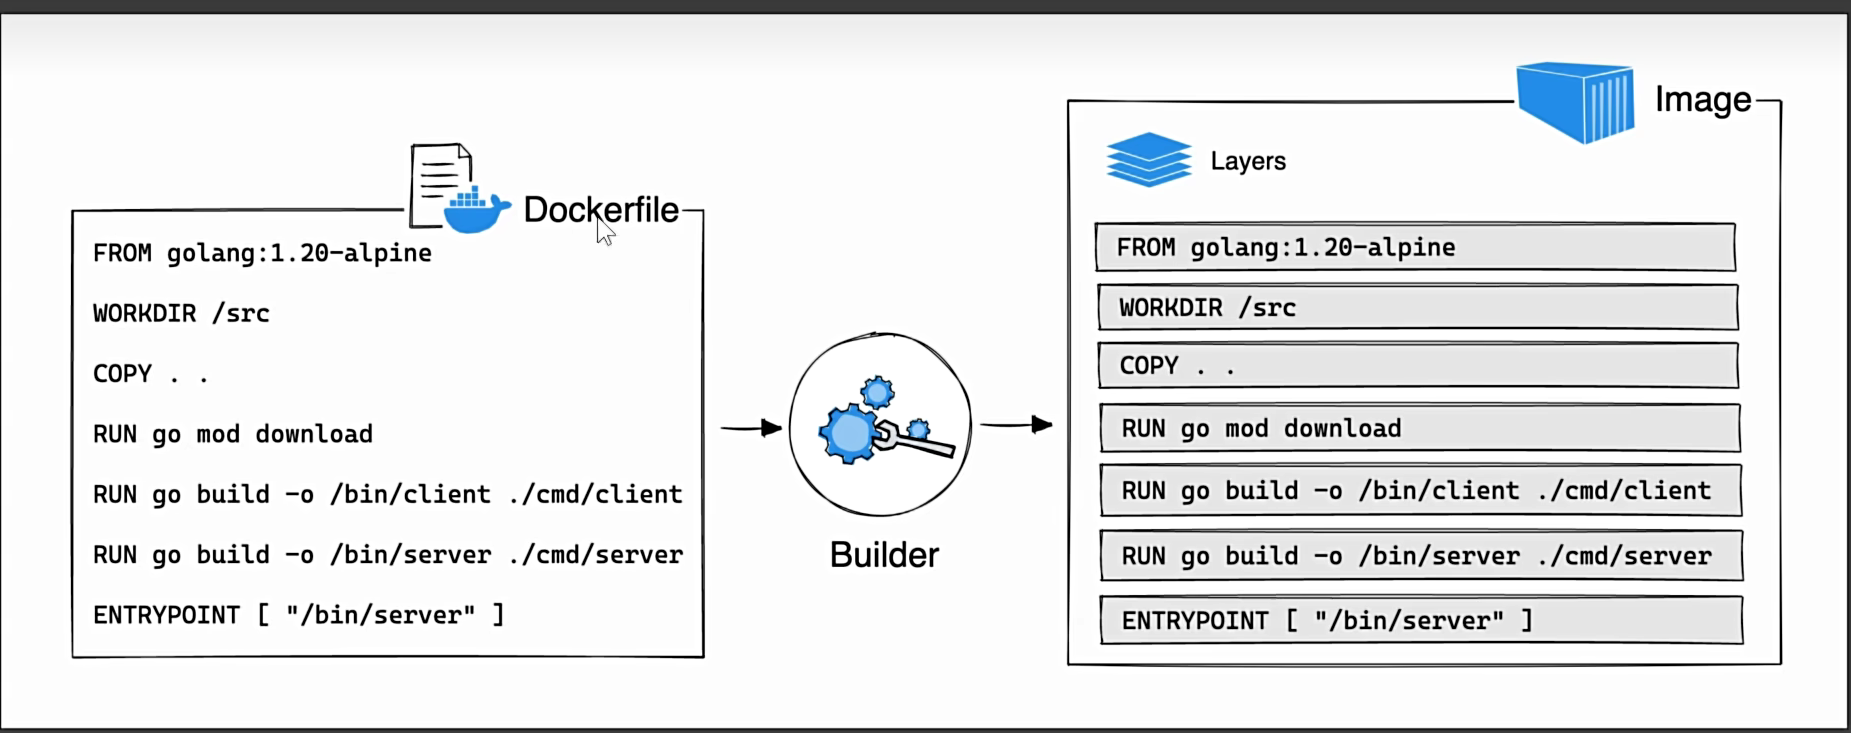 Dockerfile
FROM golang:1.20-alpine
WORKDIR /src
COPY . .
RUN go mod download
RUN go build -o /bin/client ./cmd/client
RUN go build -o /bin/server ./cmd/server
ENTRYPOINT [ "/bin/server" ]
Builder
Image
Layers
FROM golang:1.20-alpine
WORKDIR /src
COPY . .
RUN go mod download
RUN go build -o /bin/client ./cmd/client
RUN go build -o /bin/server ./cmd/server
ENTRYPOINT [ "/bin/server" ]